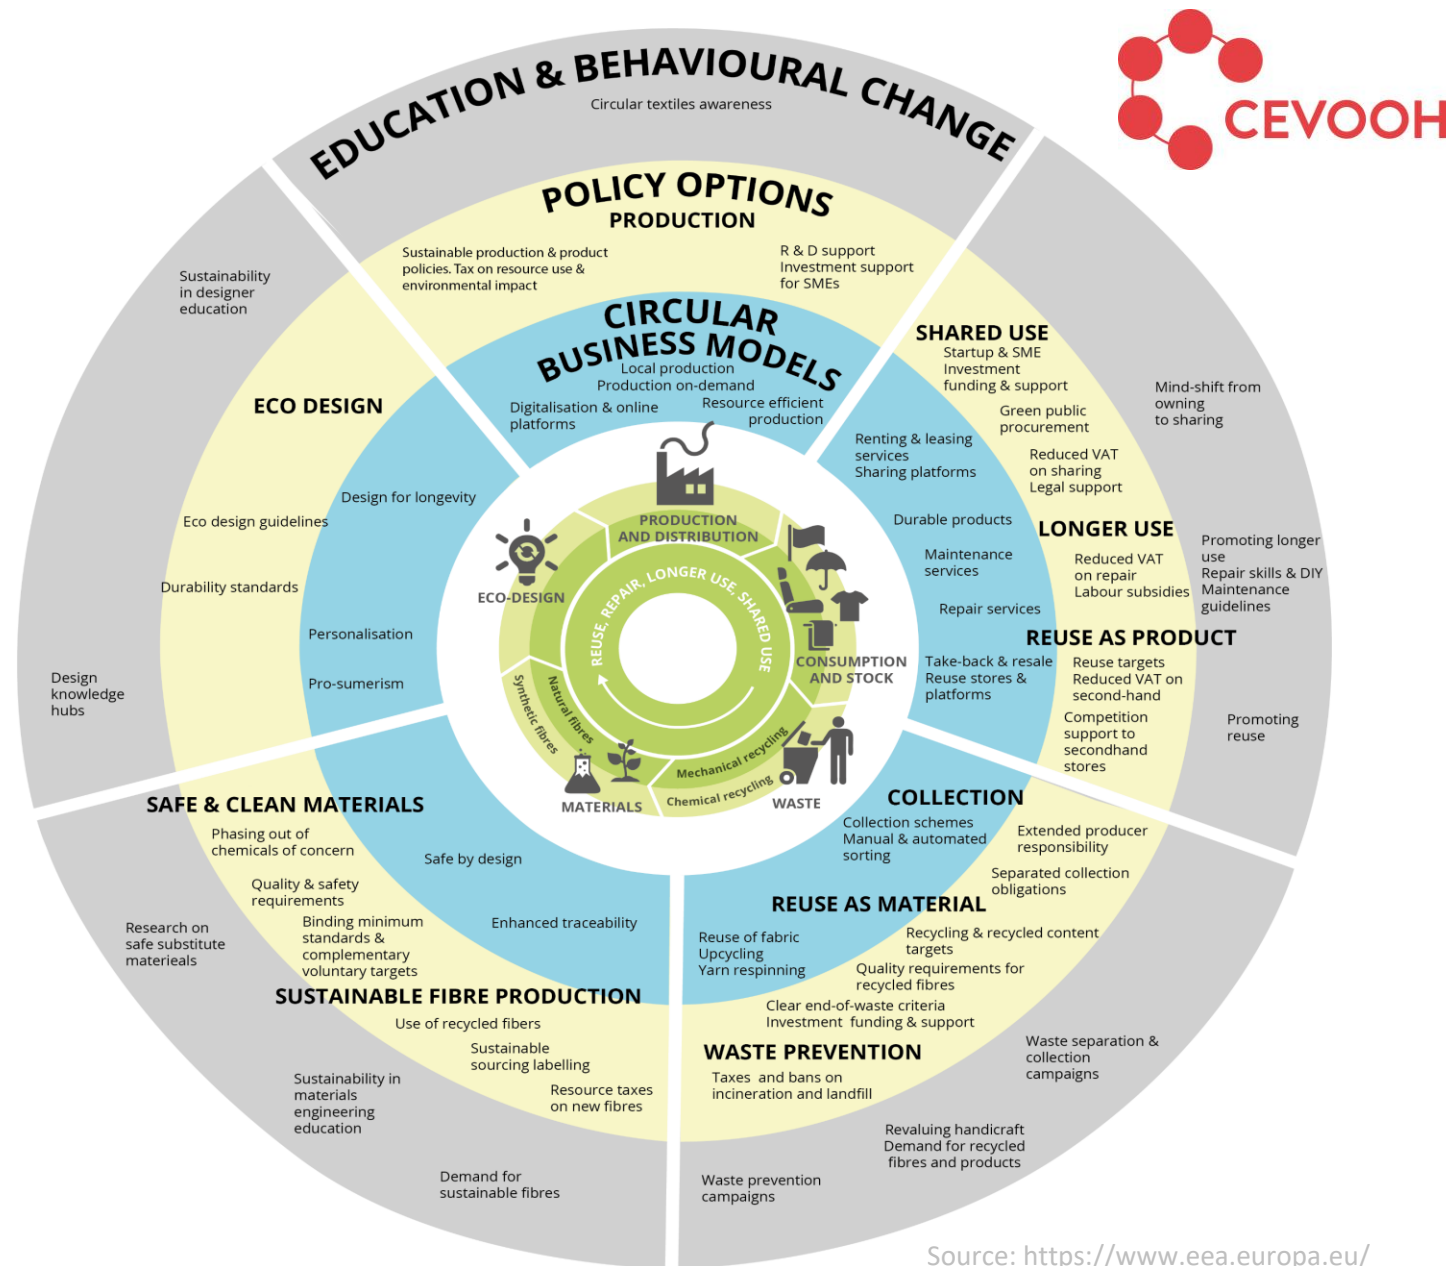 CEVOOH
EDUCATION & BEHAVIOURAL CHANGE
Circular textiles awareness
POLICY OPTIONS
PRODUCTION
Sustainable production & product
policies. Tax on resource use &
environmental impact
R & D support
Investment support
for SMEs
CIRCULAR
BUSINESS MODELS
Local production
Production on-demand
Digitalisation & online
platforms
Resource efficient
production
Sustainability
in designer
education
ECO DESIGN
Design for longevity
Eco design guidelines
Durability standards
Personalisation
Pro-sumerism
Design
knowledge
hubs
SHARED USE
Startup & SME
Investment
funding & support
Green public
procurement
Reduced VAT
on sharing
Legal support
Mind-shift from
owning
to sharing
Renting & leasing
services
Sharing platforms
Durable products
Maintenance
services
Repair services
LONGER USE
Reduced VAT
on repair
Labour subsidies
Promoting longer
use
Repair skills & DIY
Maintenance
guidelines
REUSE AS PRODUCT
Take-back & resale
Reuse stores &
platforms
Reuse targets
Reduced VAT on
second-hand
Competition
support to
secondhand
stores
Promoting
reuse
PRODUCTION
AND DISTRIBUTION
ECO-DESIGN
REUSE, REPAIR, LONGER USE, SHARED USE
CONSUMPTION
AND STOCK
Synthetic fibres
Natural fibres
MATERIALS
Mechanical recycling
Chemical recycling
WASTE
SAFE & CLEAN MATERIALS
Phasing out of
chemicals of concern
Safe by design
Quality & safety
requirements
Binding minimum
standards &
complementary
voluntary targets
Enhanced traceability
Research on
safe substitute
materieals
SUSTAINABLE FIBRE PRODUCTION
Use of recycled fibers
Sustainable
sourcing labelling
Resource taxes
on new fibres
Sustainability in
materials
engineering
education
Demand for
sustainable fibres
COLLECTION
Collection schemes
Manual & automated
sorting
Extended producer
responsibility
Separated collection
obligations
REUSE AS MATERIAL
Reuse of fabric
Upcycling
Yarn respinning
Recycling & recycled content
targets
Quality requirements for
recycled fibres
Clear end-of-waste criteria
Investment funding & support
WASTE PREVENTION
Taxes and bans on
incineration and landfill
Waste separation &
collection
campaigns
Revaluing handicraft
Demand for recycled
fibres and products
Waste prevention
campaigns
Source: https://www.eea.europa.eu/